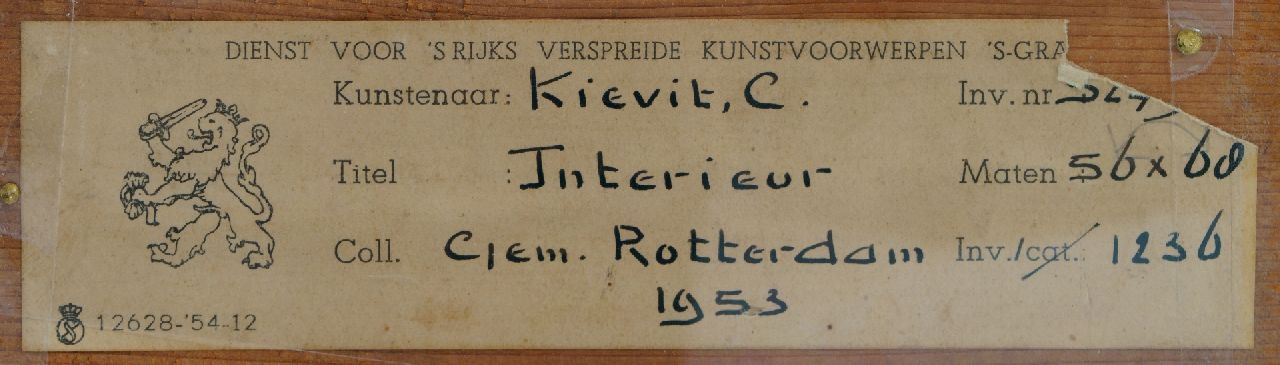 DIENST VOOR 'S RIJKS VERSPREIDE KUNSTVOORWERPEN 'S-GRA
Kunstenaar: Kievit, C. Inv. nr
Titel : Interieur Maten : 56 x 60
Coll. Gem. Rotterdam Inv./cat.: 1236
1953
12628-'54-12